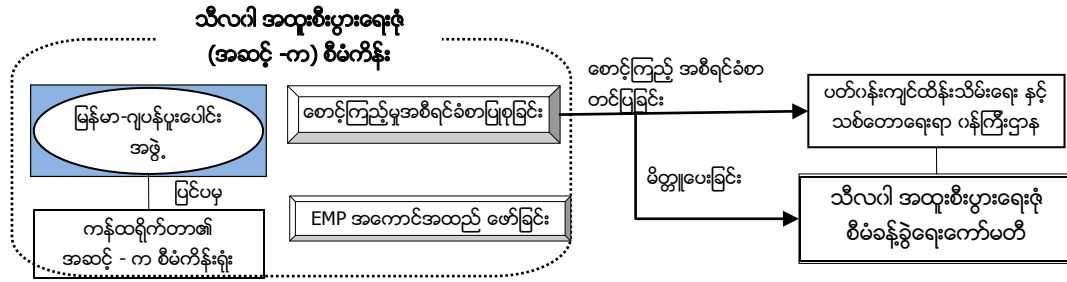 သီလဝါ အထူးစီးပွားရေးဇုံ
(အဆင့် -က) စီမံကိန်း
မြန်မာ-ဂျပန်ပူးပေါင်း
အဖွဲ့
ပြင်ပမှ
ကန်ထရိုက်တာ၏
အဆင့် - က စီမံကိန်းရုံး
စောင့်ကြည့်မှုအစီရင်ခံစာပြုစုခြင်း
EMP အကောင်အထည် ဖော်ခြင်း
စောင့်ကြည့် အစီရင်ခံစာ
တင်ပြခြင်း
မိတ္တူပေးခြင်း
ပတ်ဝန်းကျင်ထိန်းသိမ်းရေး နှင့်
သစ်တောရေးရာ ဝန်ကြီးဌာန
သီလဝါ အထူးစီးပွားရေးဇုံ
စီမံခန့်ခွဲရေးကော်မတီ